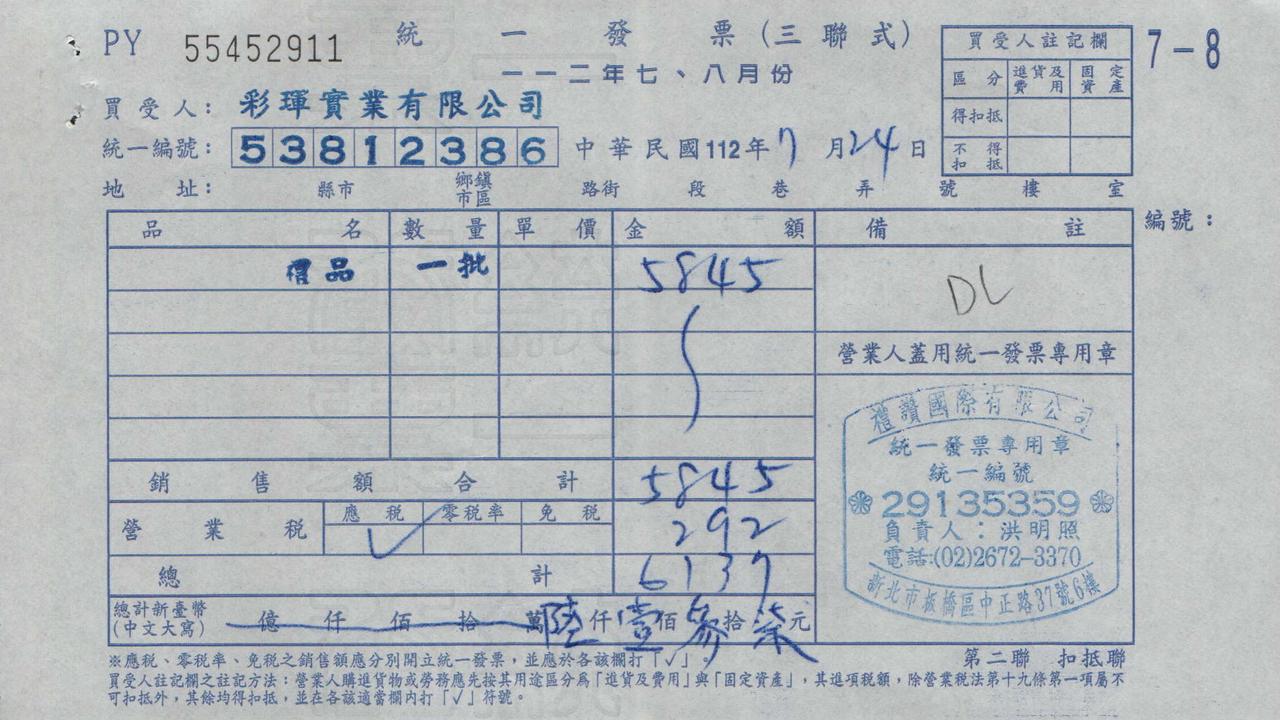 PY 55452911 統一發票(三聯式) 7-8
一一二年七、八月份
買受人: 彩琿實業有限公司
統一編號: 53812386 中華民國112年7月24日
地址: 縣市 鄉鎮市區 路街 段 巷 弄 號 樓 室
買受人註記欄
區分 進貨及費用 固定資產
得扣抵
不得扣抵
編號:
品名 數量 單價 金額 備註
禮品 一批 5845 DL
營業人蓋用統一發票專用章
禮讚國際有限公司
統一發票專用章
統一編號
29135359
負責人:洪明照
電話:(02)2672-3370
新北市板橋區中正路37號6樓
銷售額合計 5845
營業稅 應稅 ✓ 零稅率 免稅 292
總計 6137
總計新臺幣(中文大寫) 億仟佰拾萬陸仟壹佰參拾柒元
※應稅、零稅率、免稅之銷售額應分別開立統一發票,並應於各該欄打「✓」。
第二聯 扣抵聯
買受人註記欄之註記方法:營業人購進貨物或勞務應先按其用途區分為「進貨及費用」與「固定資產」,其進項稅額,除營業稅法第十九條第一項屬不
可扣抵外,其餘均得扣抵,並在各該適當欄內打「✓」符號。